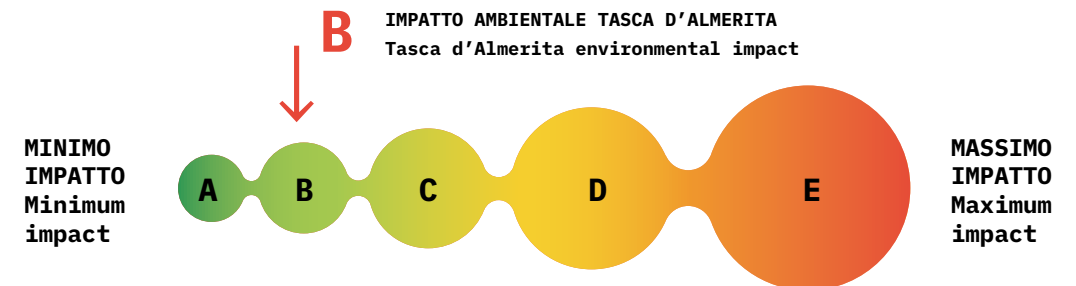 B
IMPATTO AMBIENTALE TASCA D’ALMERITA
Tasca d’Almerita environmental impact
MINIMO
IMPATTO
Minimum
impact
A B C D E
MASSIMO
IMPATTO
Maximum
impact